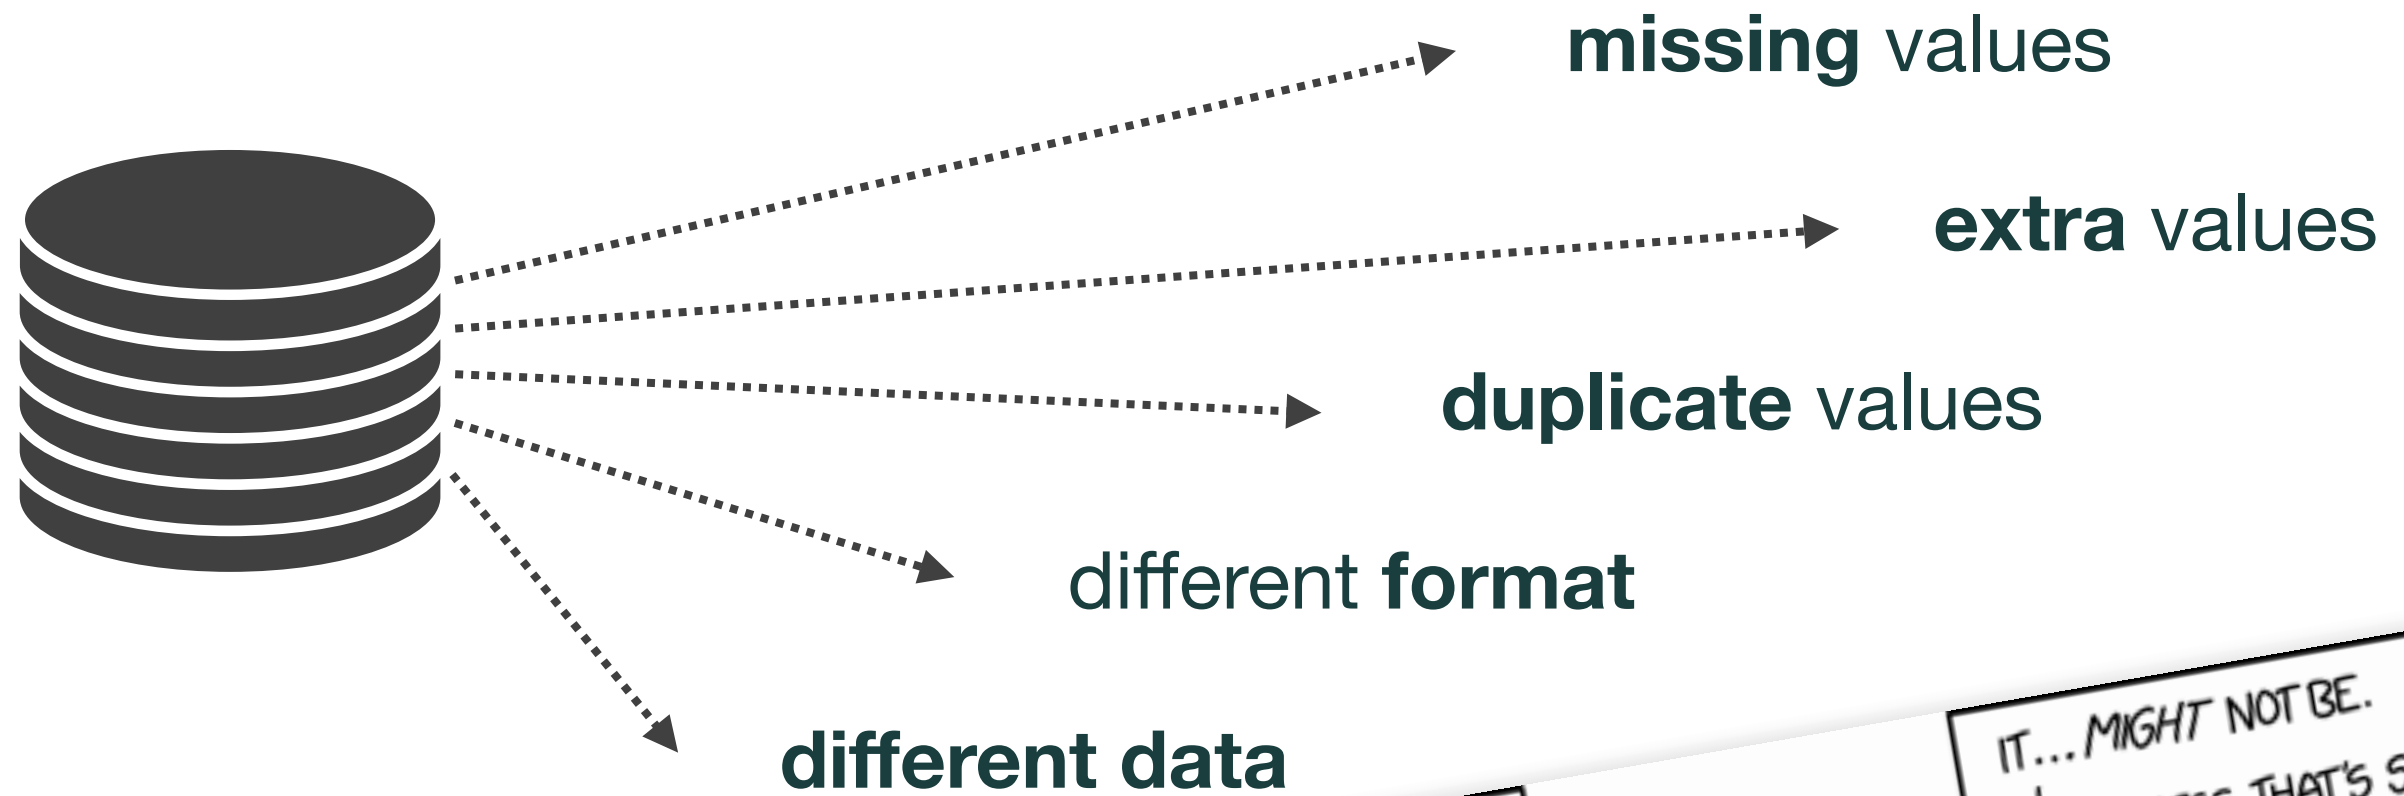 missing values
extra values
duplicate values
different format
different data
IT... MIGHT NOT BE.
THAT'S